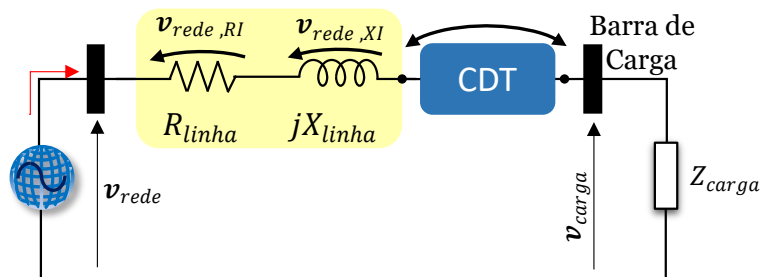 v_rede ,RI
v_rede ,XI
Barra de
Carga
CDT
R_linha
jX_linha
v_rede
v_carga
Z_carga